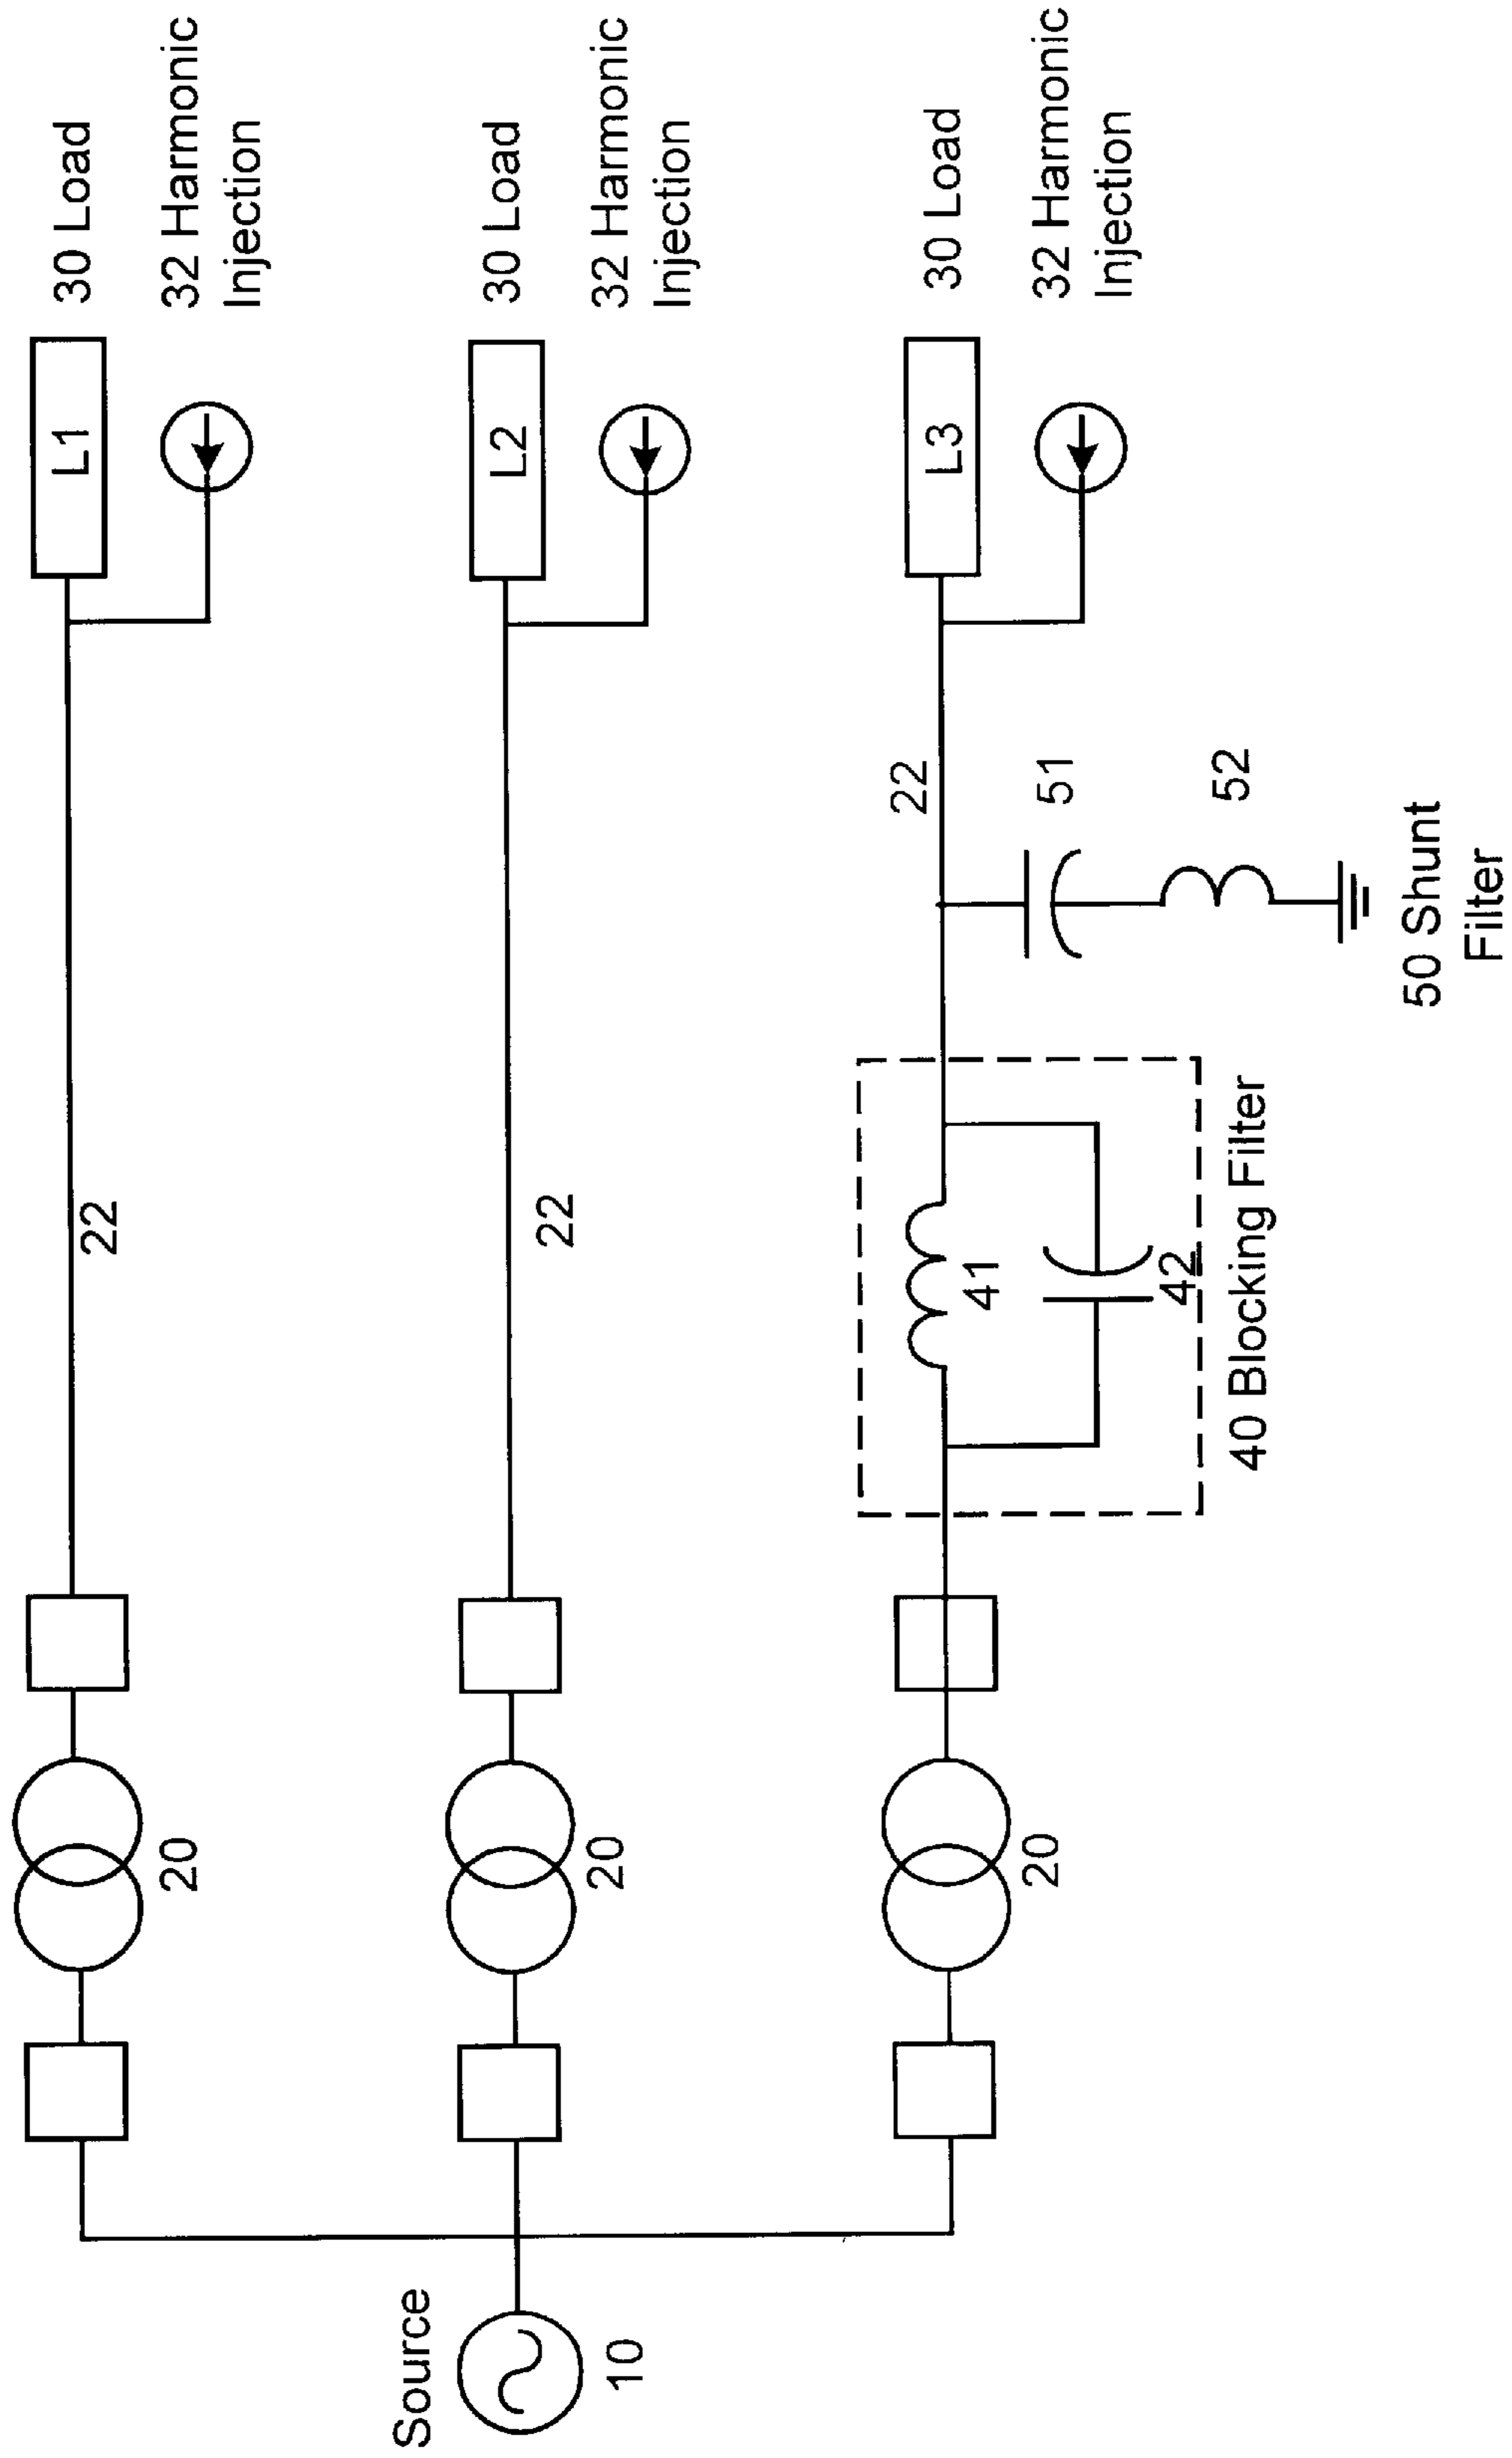 30 Load
L1
32 Harmonic
Injection
22
20
30 Load
L2
32 Harmonic
Injection
22
20
Source
10
30 Load
L3
32 Harmonic
Injection
22
51
52
50 Shunt
Filter
41
42
40 Blocking Filter
20